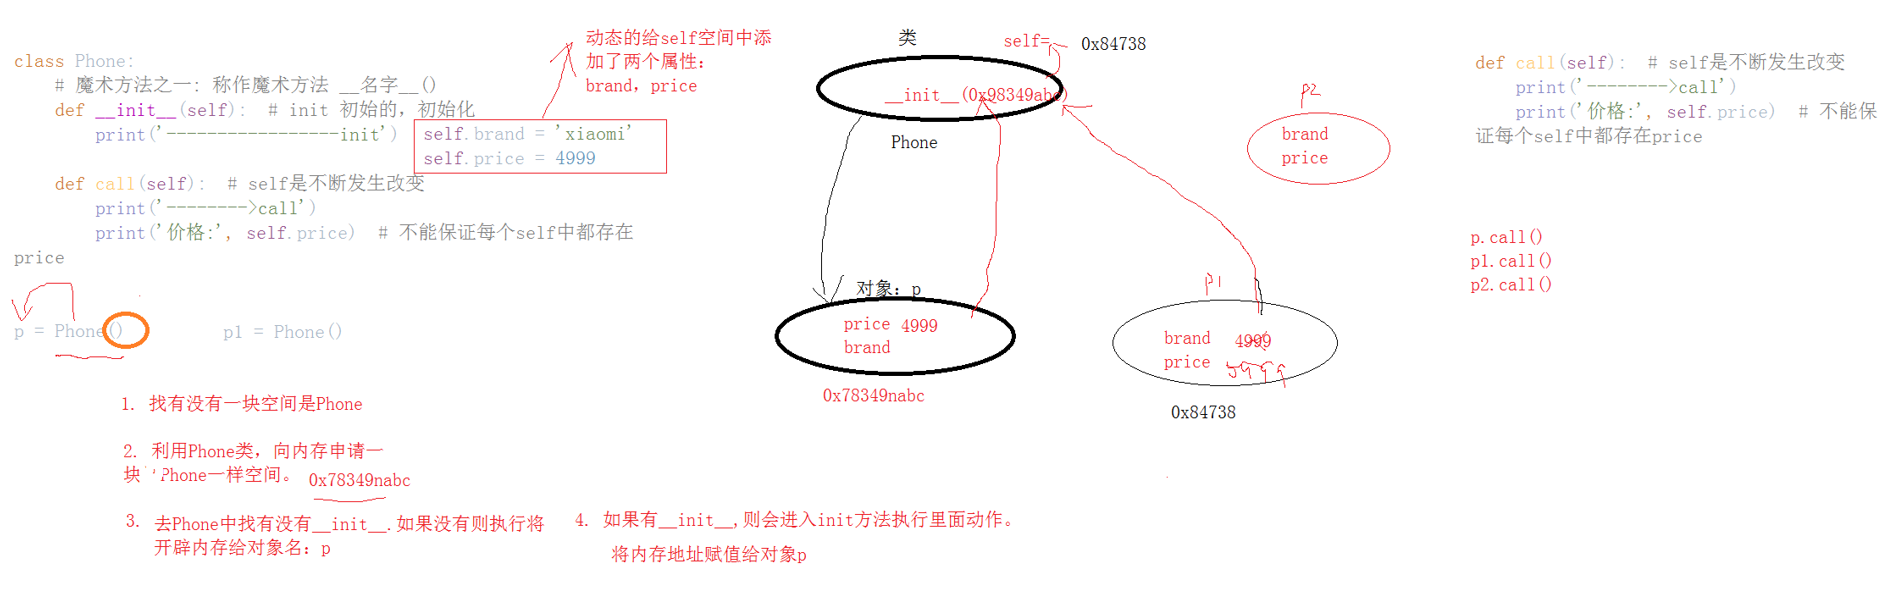 class Phone:
# 魔术方法之一: 称作魔术方法 __名字__()
def __init__(self):  # init 初始的, 初始化
print('-----------------init')
self.brand = 'xiaomi'
self.price = 4999
def call(self):  # self是不断发生改变
print('-------->call')
print('价格:', self.price)  # 不能保证每个self中都存在
price
p = Phone()
p1 = Phone()
动态的给self空间中添
加了两个属性:
brand, price
类
self=
0x84738
__init__(0x98349abc)
Phone
对象: p
price 4999
brand
0x78349nabc
p1
brand 4999
price 5999
0x84738
p2
brand
price
def call(self):  # self是不断发生改变
print('-------->call')
print('价格:', self.price)  # 不能保
证每个self中都存在price
p.call()
p1.call()
p2.call()
1. 找有没有一块空间是Phone
2. 利用Phone类, 向内存申请一
块 Phone一样空间。 0x78349nabc
3. 去Phone中找有没有__init__.如果没有则执行将
开辟内存给对象名: p
4. 如果有__init__,则会进入init方法执行里面动作。
将内存地址赋值给对象p